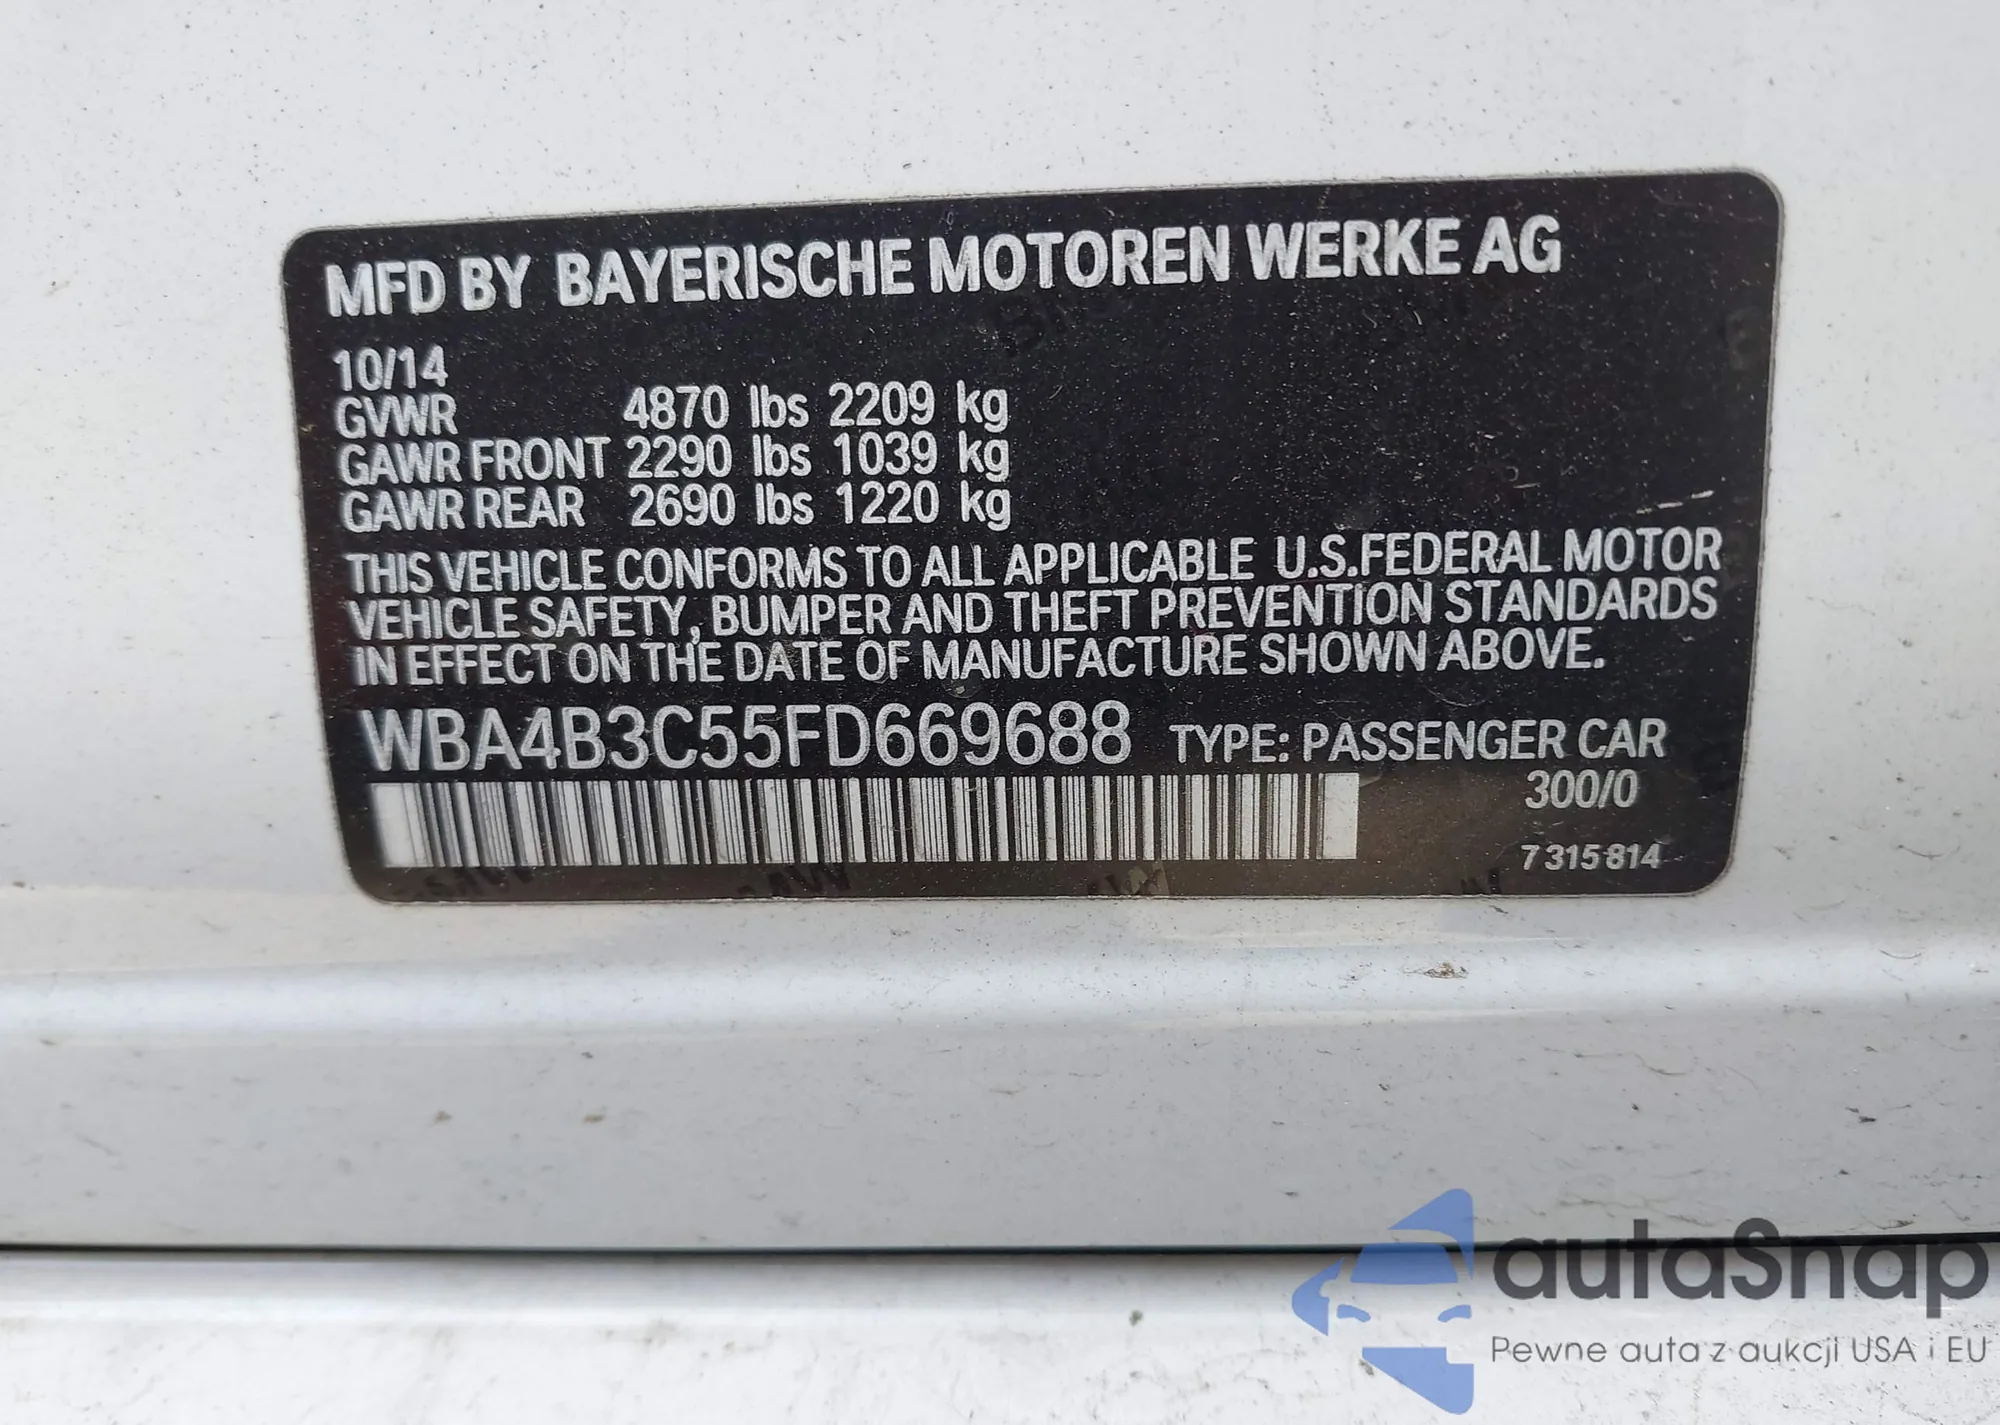 MFD BY BAYERISCHE MOTOREN WERKE AG
10/14
GVWR 4870 lbs 2209 kg
GAWR FRONT 2290 lbs 1039 kg
GAWR REAR 2690 lbs 1220 kg
THIS VEHICLE CONFORMS TO ALL APPLICABLE U.S.FEDERAL MOTOR
VEHICLE SAFETY, BUMPER AND THEFT PREVENTION STANDARDS
IN EFFECT ON THE DATE OF MANUFACTURE SHOWN ABOVE.
WBA4B3C55FD669688 TYPE: PASSENGER CAR
300/0
7 315 814
autaSnap
Pewne auta z aukcji USA i EU